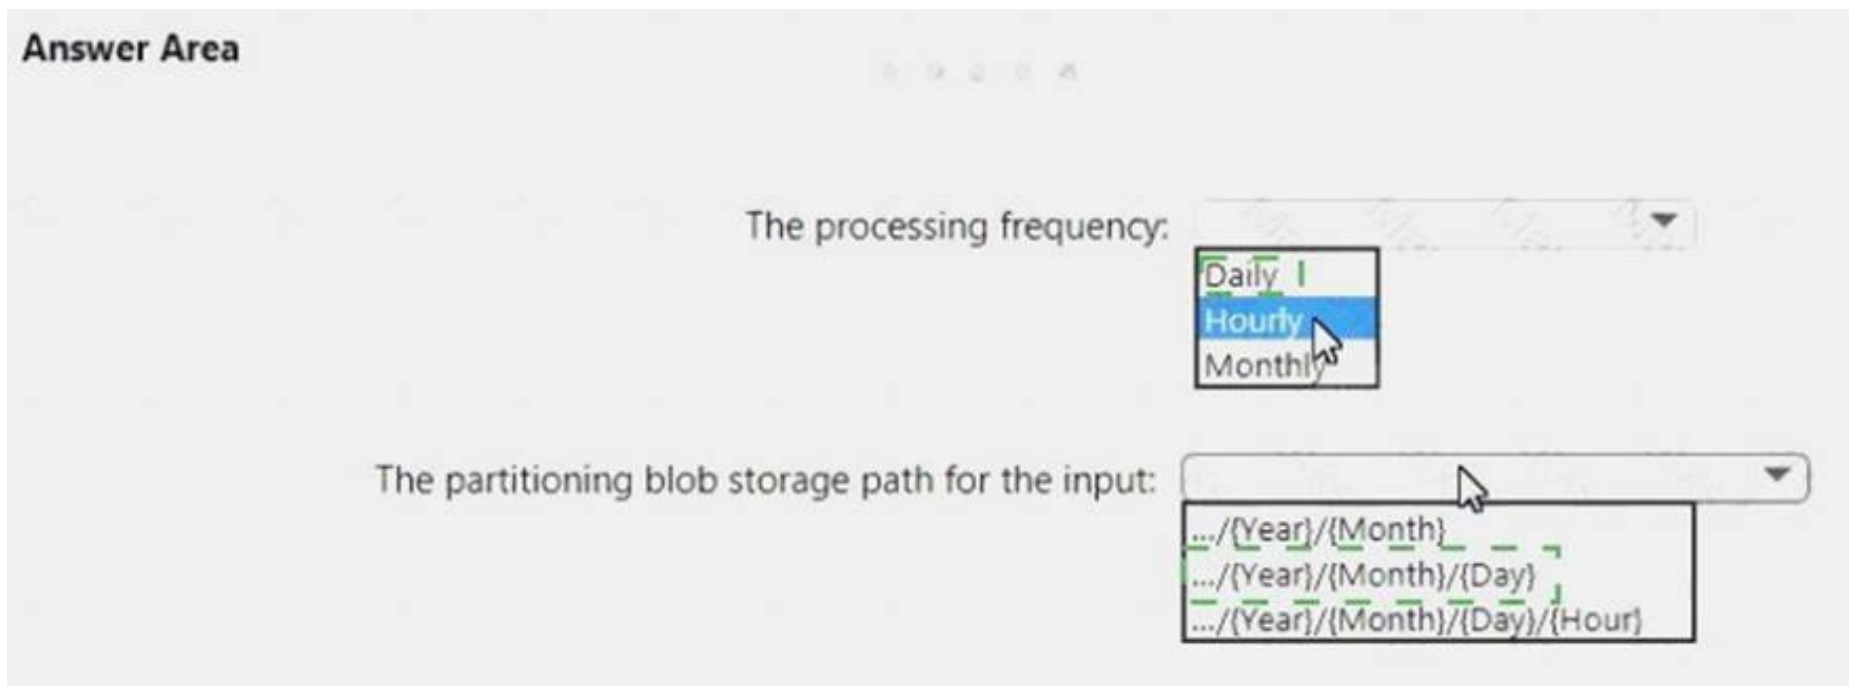 Answer Area
The processing frequency:
Daily
Hourly
Monthly
The partitioning blob storage path for the input:
.../{Year}/{Month}
.../{Year}/{Month}/{Day}
.../{Year}/{Month}/{Day}/{Hour}